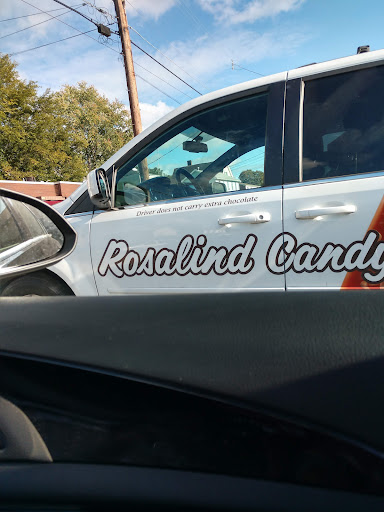 Driver does not carry extra chocolate
Rosalind Candy